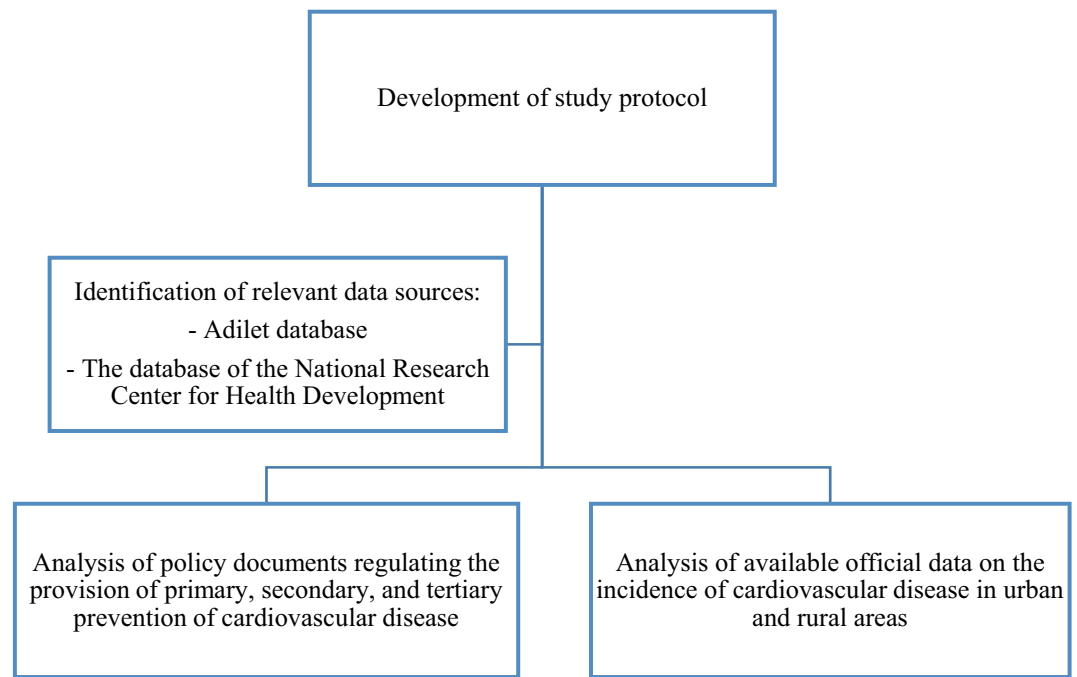 Development of study protocol
Identification of relevant data sources:
- Adilet database
- The database of the National Research
Center for Health Development
Analysis of policy documents regulating the
provision of primary, secondary, and tertiary
prevention of cardiovascular disease
Analysis of available official data on the
incidence of cardiovascular disease in urban
and rural areas